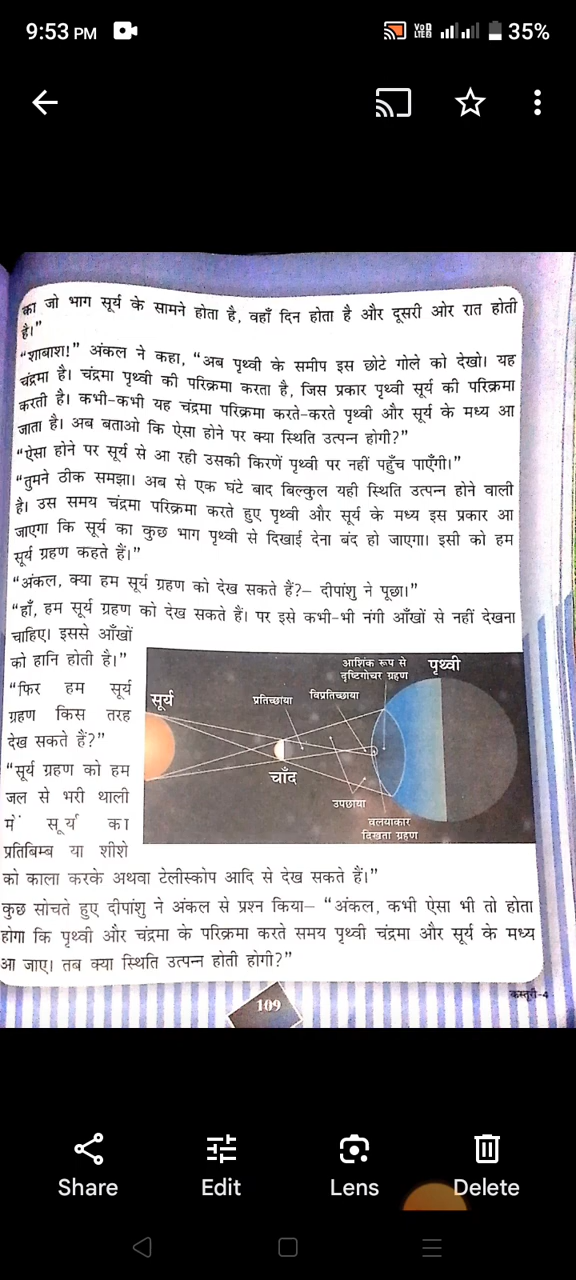 9:53 PM
VoD
LTE
35%
का जो भाग सूर्य के सामने होता है, वहाँ दिन होता है और दूसरी ओर रात होती
है।”
“शाबाश!” अंकल ने कहा, “अब पृथ्वी के समीप इस छोटे गोले को देखो। यह
चंद्रमा है। चंद्रमा पृथ्वी की परिक्रमा करता है, जिस प्रकार पृथ्वी सूर्य की परिक्रमा
करती है। कभी-कभी यह चंद्रमा परिक्रमा करते-करते पृथ्वी और सूर्य के मध्य आ
जाता है। अब बताओ कि ऐसा होने पर क्या स्थिति उत्पन्न होगी?”
“ऐसा होने पर सूर्य से आ रही उसकी किरणें पृथ्वी पर नहीं पहुँच पाएँगी।”
“तुमने ठीक समझा। अब से एक घंटे बाद बिल्कुल यही स्थिति उत्पन्न होने वाली
है। उस समय चंद्रमा परिक्रमा करते हुए पृथ्वी और सूर्य के मध्य इस प्रकार आ
जाएगा कि सूर्य का कुछ भाग पृथ्वी से दिखाई देना बंद हो जाएगा। इसी को हम
सूर्य ग्रहण कहते हैं।”
“अंकल, क्या हम सूर्य ग्रहण को देख सकते हैं?– दीपांशु ने पूछा।”
“हाँ, हम सूर्य ग्रहण को देख सकते हैं। पर इसे कभी-भी नंगी आँखों से नहीं देखना
चाहिए। इससे आँखों
को हानि होती है।”
“फिर हम सूर्य
ग्रहण किस तरह
देख सकते हैं?”
“सूर्य ग्रहण को हम
जल से भरी थाली
में सूर्य का
प्रतिबिम्ब या शीशे
आशिंक रूप से
दृष्टिगोचर ग्रहण
पृथ्वी
सूर्य
प्रतिच्छाया
विप्रतिच्छाया
चाँद
उपछाया
वलयाकार
दिखता ग्रहण
को काला करके अथवा टेलीस्कोप आदि से देख सकते हैं।”
कुछ सोचते हुए दीपांशु ने अंकल से प्रश्न किया– “अंकल, कभी ऐसा भी तो होता
होगा कि पृथ्वी और चंद्रमा के परिक्रमा करते समय पृथ्वी चंद्रमा और सूर्य के मध्य
आ जाए। तब क्या स्थिति उत्पन्न होती होगी?”
109
कस्तूरी-4
Share
Edit
Lens
Delete